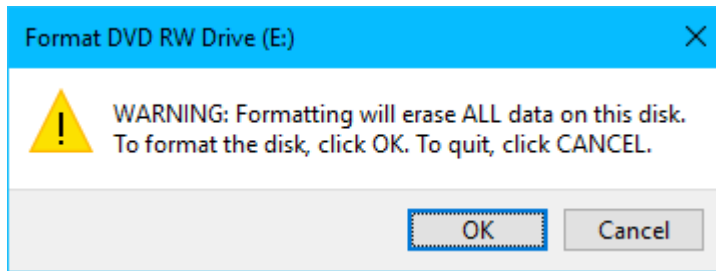 Format DVD RW Drive (E:)
WARNING: Formatting will erase ALL data on this disk.
To format the disk, click OK. To quit, click CANCEL.
OK
Cancel